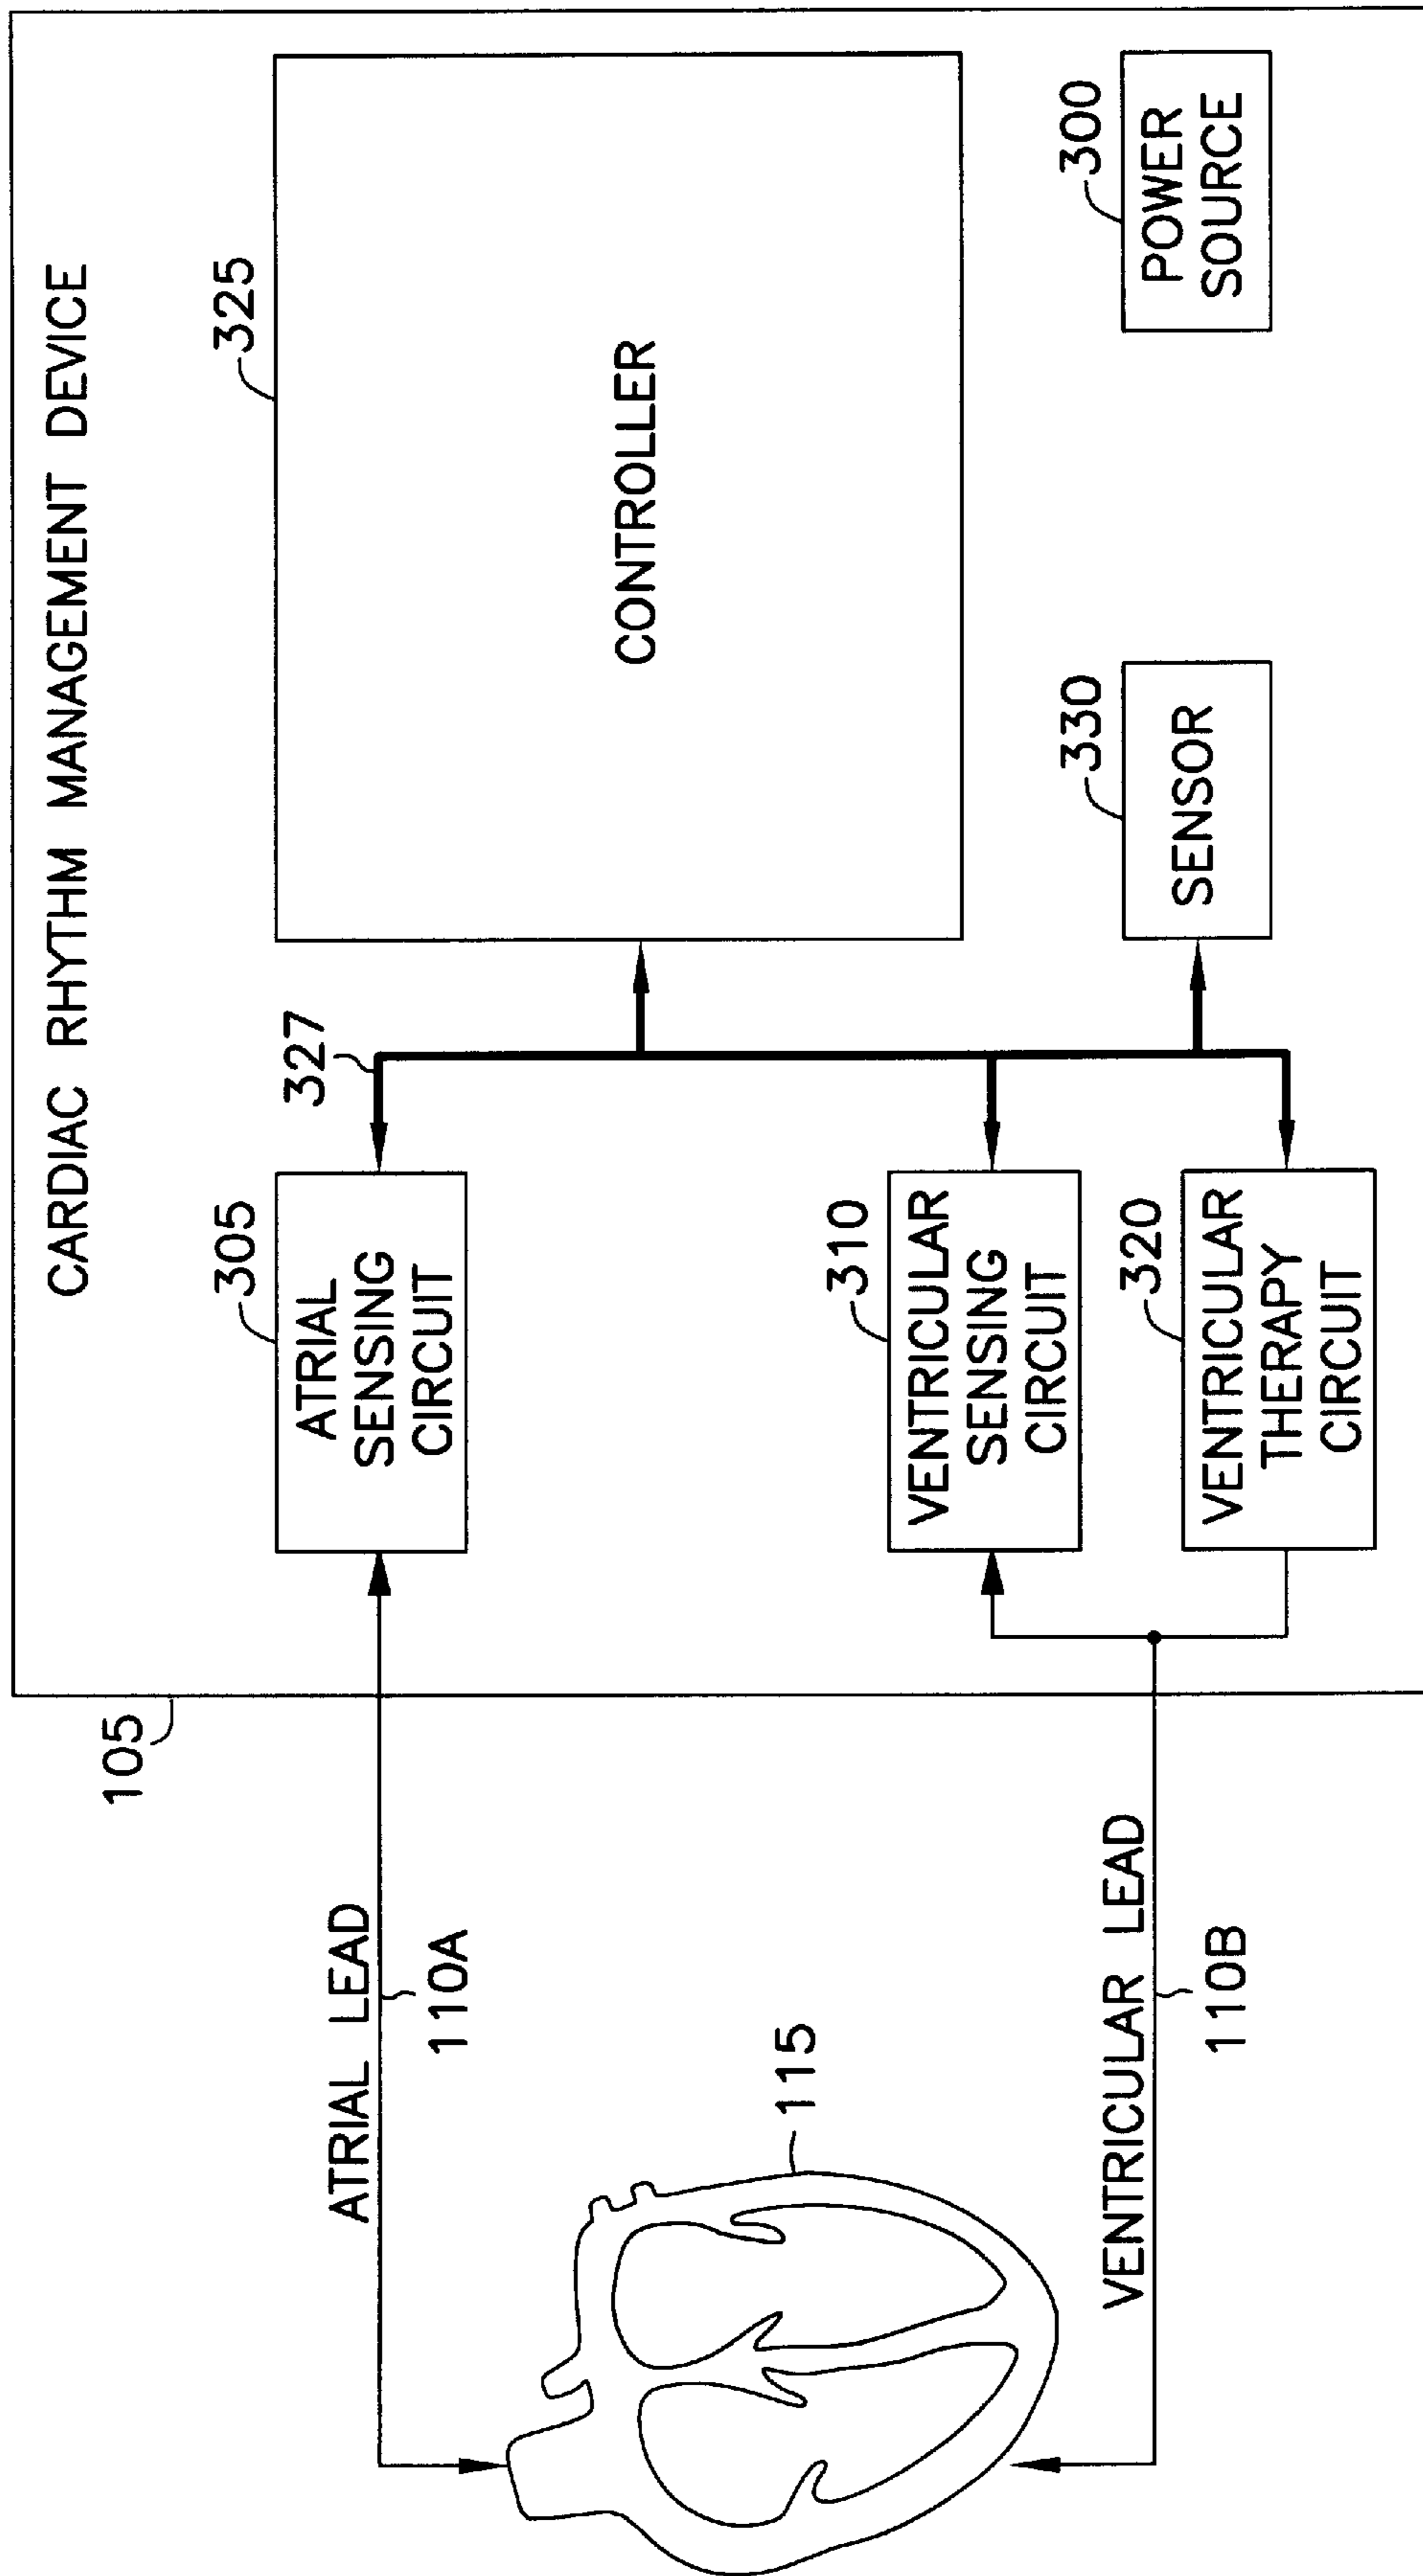 CARDIAC RHYTHM MANAGEMENT DEVICE
105
ATRIAL LEAD
110A
305
ATRIAL
SENSING
CIRCUIT
327
325
CONTROLLER
115
310
VENTRICULAR
SENSING
CIRCUIT
VENTRICULAR LEAD
110B
320
VENTRICULAR
THERAPY
CIRCUIT
330
SENSOR
300
POWER
SOURCE